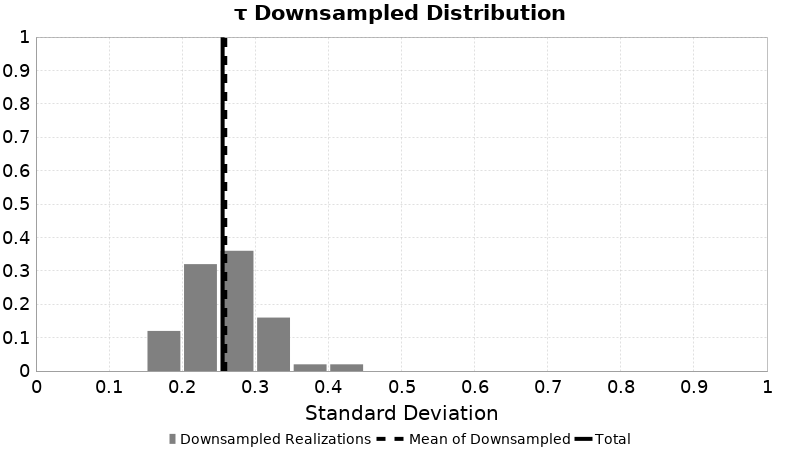 τ Downsampled Distribution
1
0.9
0.8
0.7
0.6
0.5
0.4
0.3
0.2
0.1
0
0 0.1 0.2 0.3 0.4 0.5 0.6 0.7 0.8 0.9 1
Standard Deviation
Downsampled Realizations Mean of Downsampled Total